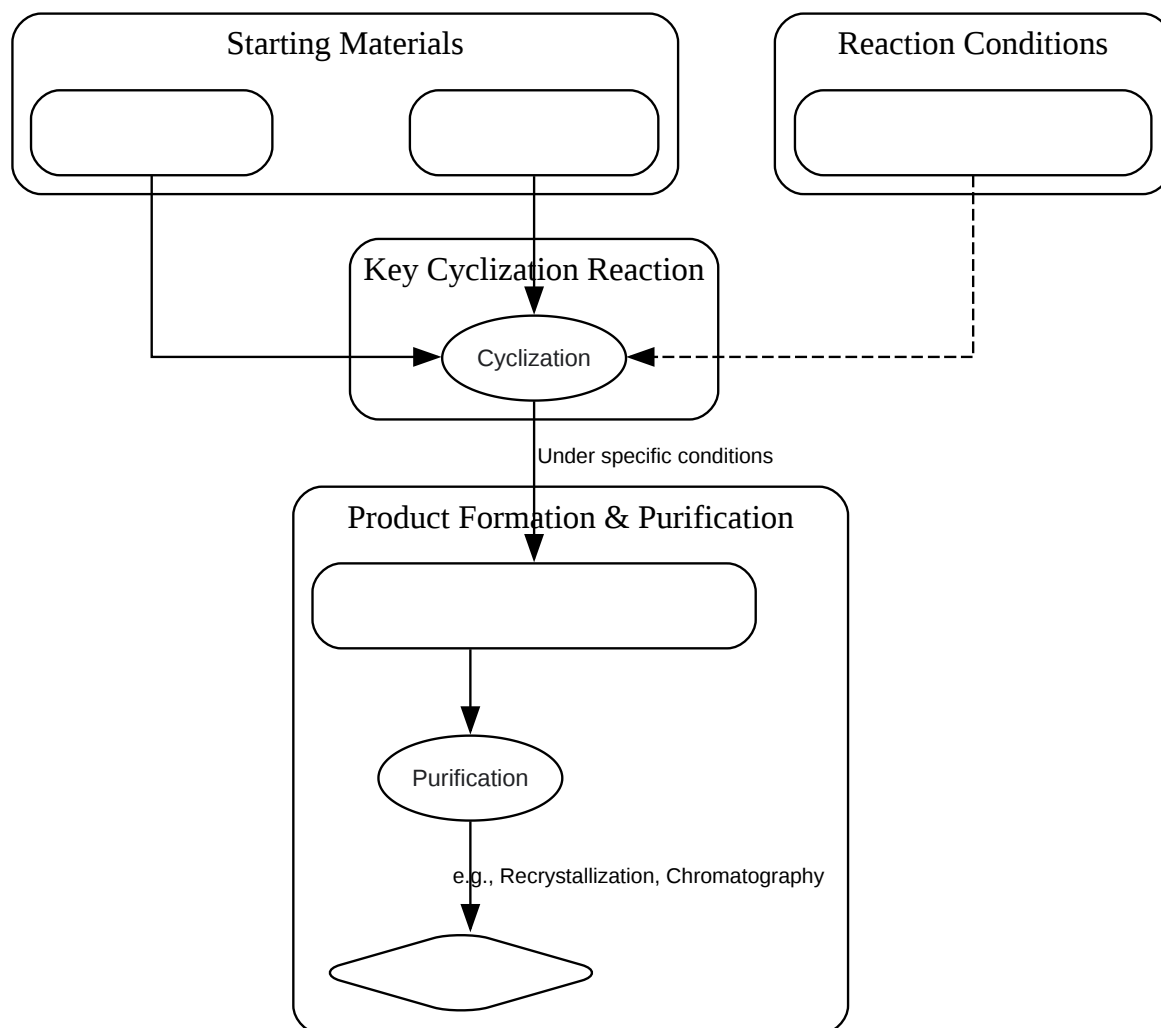 Starting Materials
Reaction Conditions
Key Cyclization Reaction
Cyclization
Under specific conditions
Product Formation & Purification
Purification
e.g., Recrystallization, Chromatography